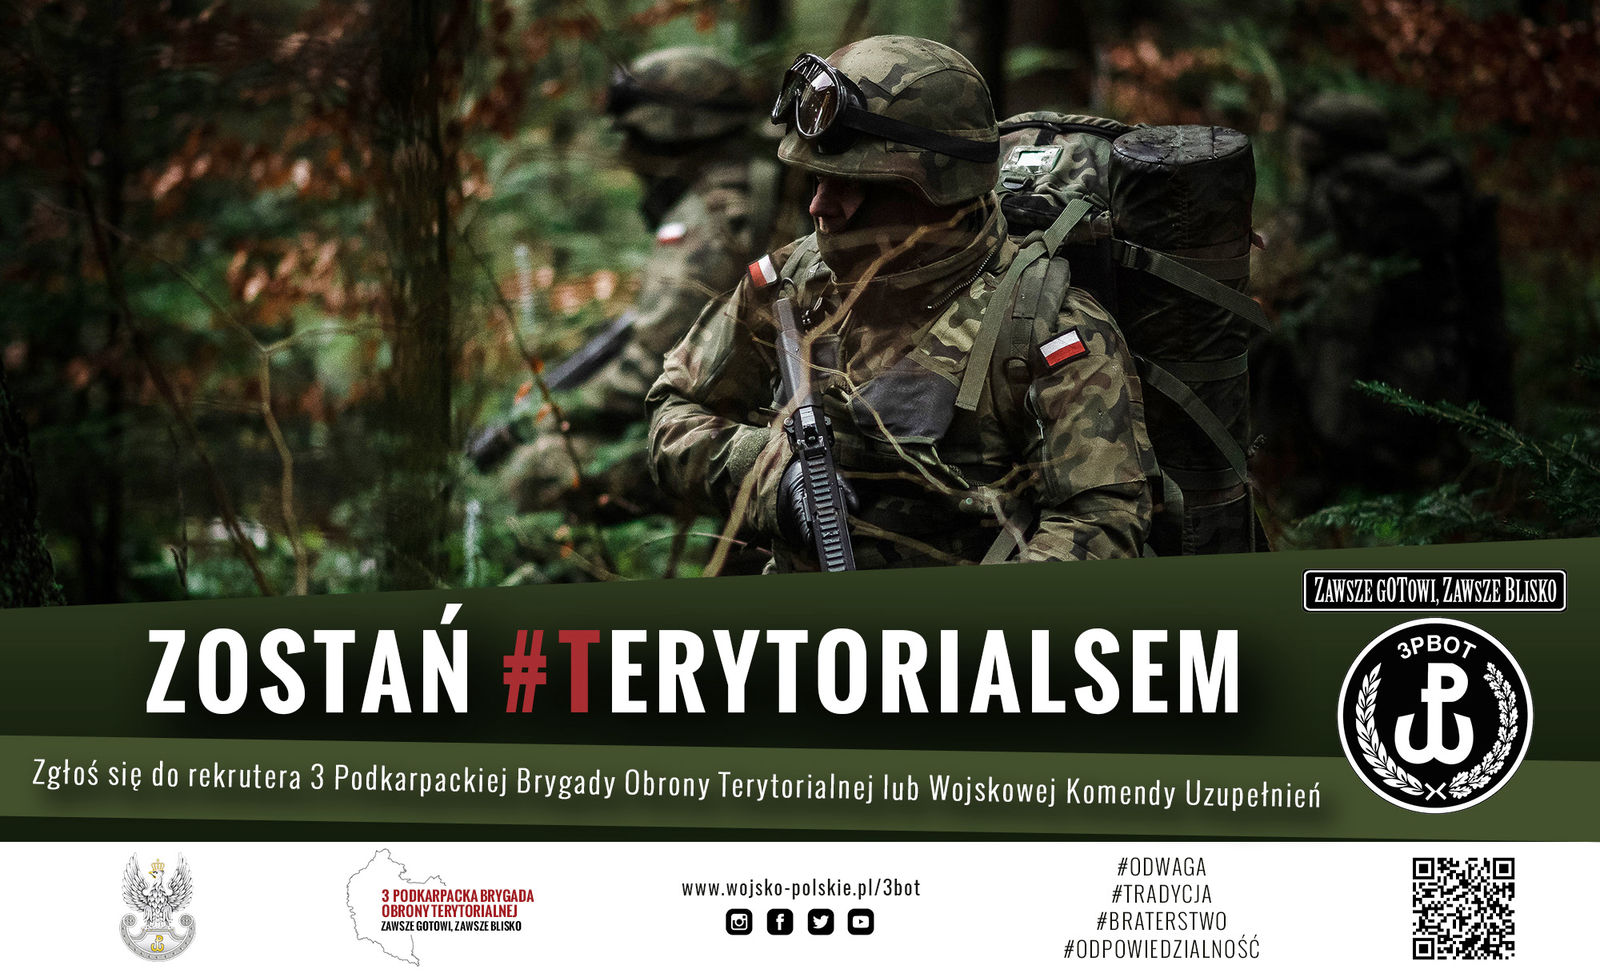 ZAWSZE GOTOWI, ZAWSZE BLISKO
3PBOT
ZOSTAŃ #TERYTORIALSEM
Zgłoś się do rekrutera 3 Podkarpackiej Brygady Obrony Terytorialnej lub Wojskowej Komendy Uzupełnień
3 PODKARPACKA BRYGADA
OBRONY TERYTORIALNEJ
ZAWSZE GOTOWI, ZAWSZE BLISKO
www.wojsko-polskie.pl/3bot
#ODWAGA
#TRADYCJA
#BRATERSTWO
#ODPOWIEDZIALNOŚĆ